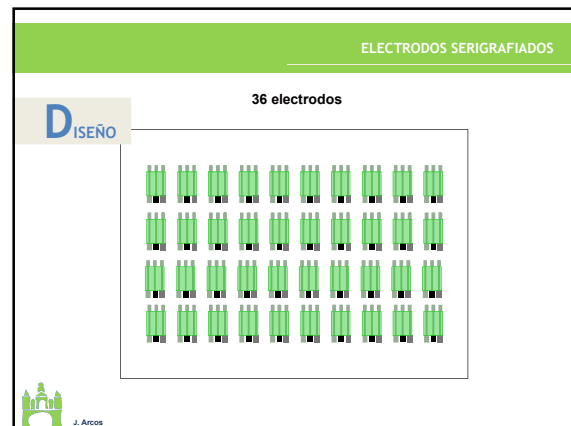 ELECTRODOS SERIGRAFIADOS
36 electrodos
DISEÑO
J. Arcos